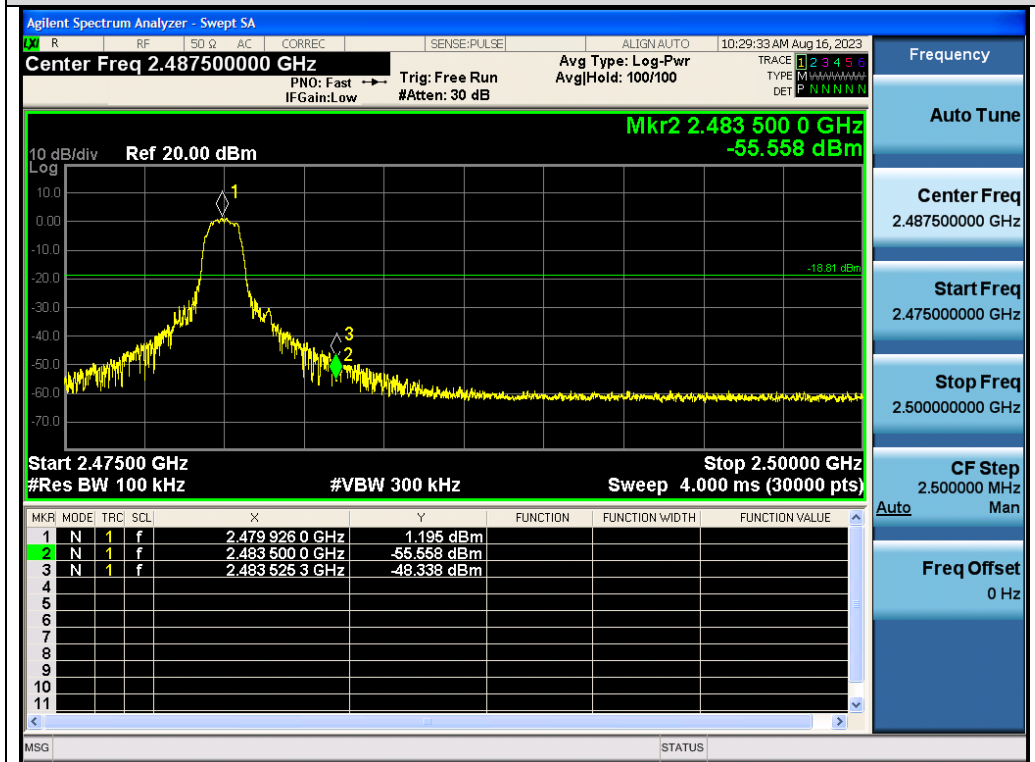 Agilent Spectrum Analyzer - Swept SA
LXI R RF 50 Ω AC CORREC SENSE:PULSE ALIGN AUTO 10:29:33 AM Aug 16, 2023
Center Freq 2.487500000 GHz
PNO: Fast
IFGain:Low
Trig: Free Run
#Atten: 30 dB
Avg Type: Log-Pwr
Avg|Hold: 100/100
TRACE 1 2 3 4 5 6
TYPE M WWWWW
DET P N N N N N
Mkr2 2.483 500 0 GHz
-55.558 dBm
10 dB/div Ref 20.00 dBm
Log
10.0
0.00
-10.0
-20.0
-30.0
-40.0
-50.0
-60.0
-70.0
1
3
2
-18.81 dBm
Start 2.47500 GHz Stop 2.50000 GHz
#Res BW 100 kHz #VBW 300 kHz Sweep 4.000 ms (30000 pts)
MKR MODE TRC SCL X Y FUNCTION FUNCTION WIDTH FUNCTION VALUE
1 N 1 f 2.479 926 0 GHz 1.195 dBm
2 N 1 f 2.483 500 0 GHz -55.558 dBm
3 N 1 f 2.483 525 3 GHz -48.338 dBm
4
5
6
7
8
9
10
11
MSG STATUS
Frequency
Auto Tune
Center Freq
2.487500000 GHz
Start Freq
2.475000000 GHz
Stop Freq
2.500000000 GHz
CF Step
2.500000 MHz
Auto Man
Freq Offset
0 Hz